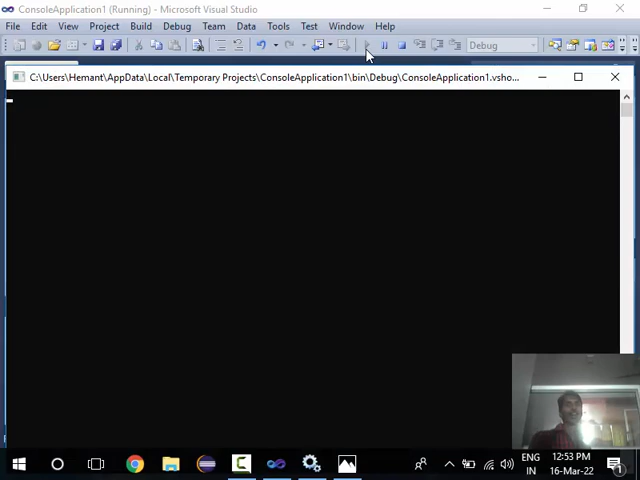 ConsoleApplication1 (Running) - Microsoft Visual Studio
File Edit View Project Build Debug Team Data Tools Test Window Help
Debug
C:\Users\Hemant\AppData\Local\Temporary Projects\ConsoleApplication1\bin\Debug\ConsoleApplication1.vsho...
ENG 12:53 PM
IN 16-Mar-22
1